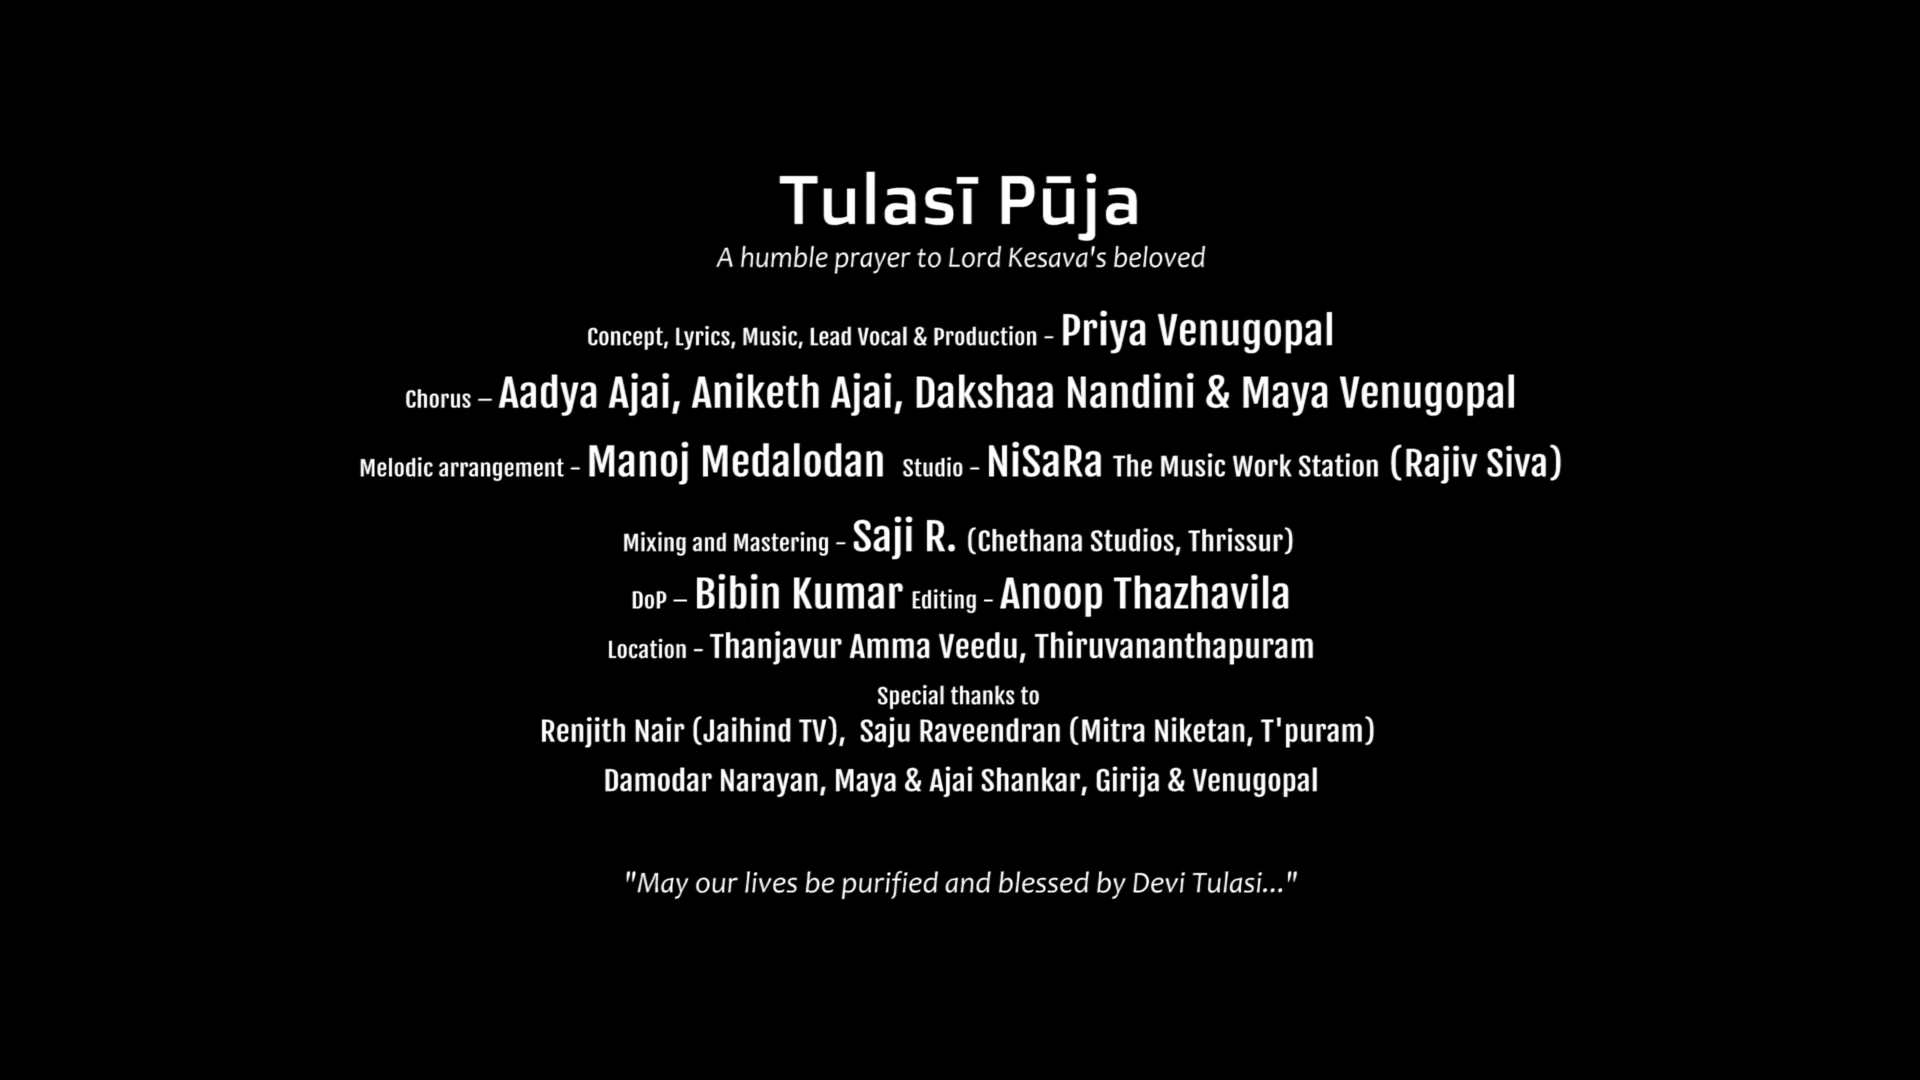 Tulasī Pūja
A humble prayer to Lord Kesava's beloved
Concept, Lyrics, Music, Lead Vocal & Production - Priya Venugopal
Chorus – Aadya Ajai, Aniketh Ajai, Dakshaa Nandini & Maya Venugopal
Melodic arrangement - Manoj Medalodan Studio - NiSaRa The Music Work Station (Rajiv Siva)
Mixing and Mastering - Saji R. (Chethana Studios, Thrissur)
DoP – Bibin Kumar Editing - Anoop Thazhavila
Location - Thanjavur Amma Veedu, Thiruvananthapuram
Special thanks to
Renjith Nair (Jaihind TV), Saju Raveendran (Mitra Niketan, T'puram)
Damodar Narayan, Maya & Ajai Shankar, Girija & Venugopal
"May our lives be purified and blessed by Devi Tulasi..."